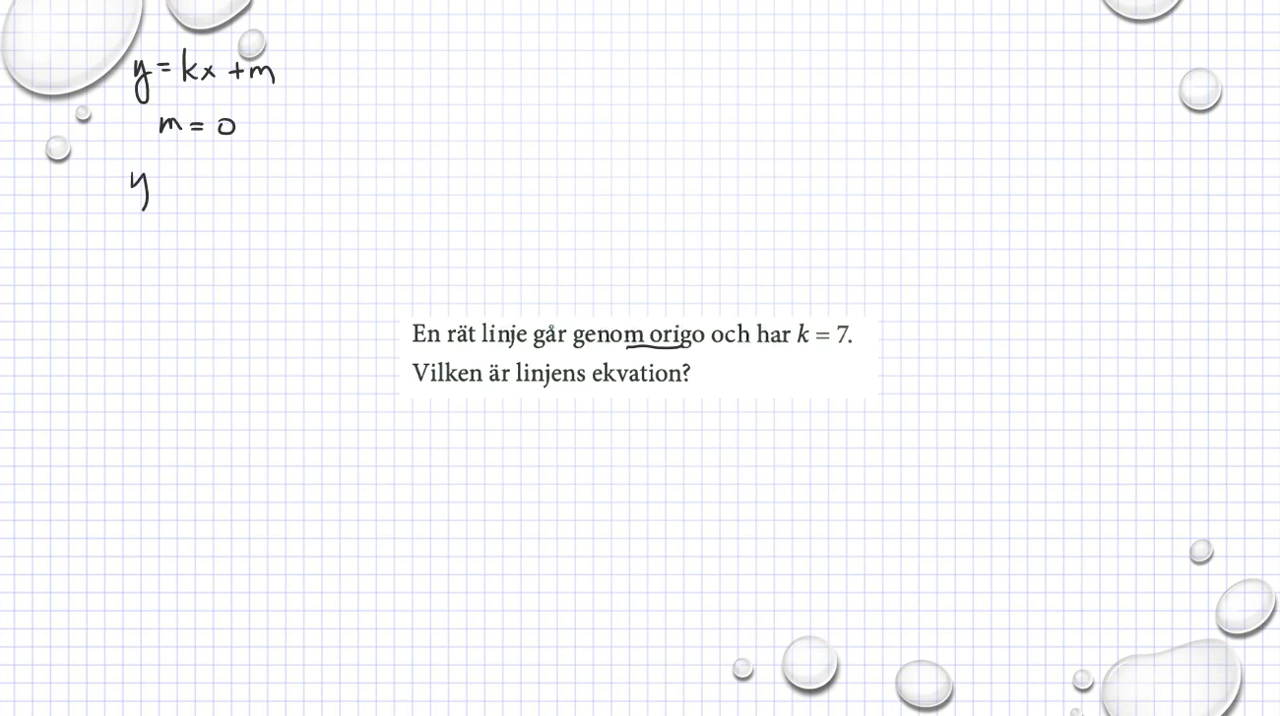 y = kx + m
m = 0
y
En rät linje går genom origo och har k = 7.
Vilken är linjens ekvation?